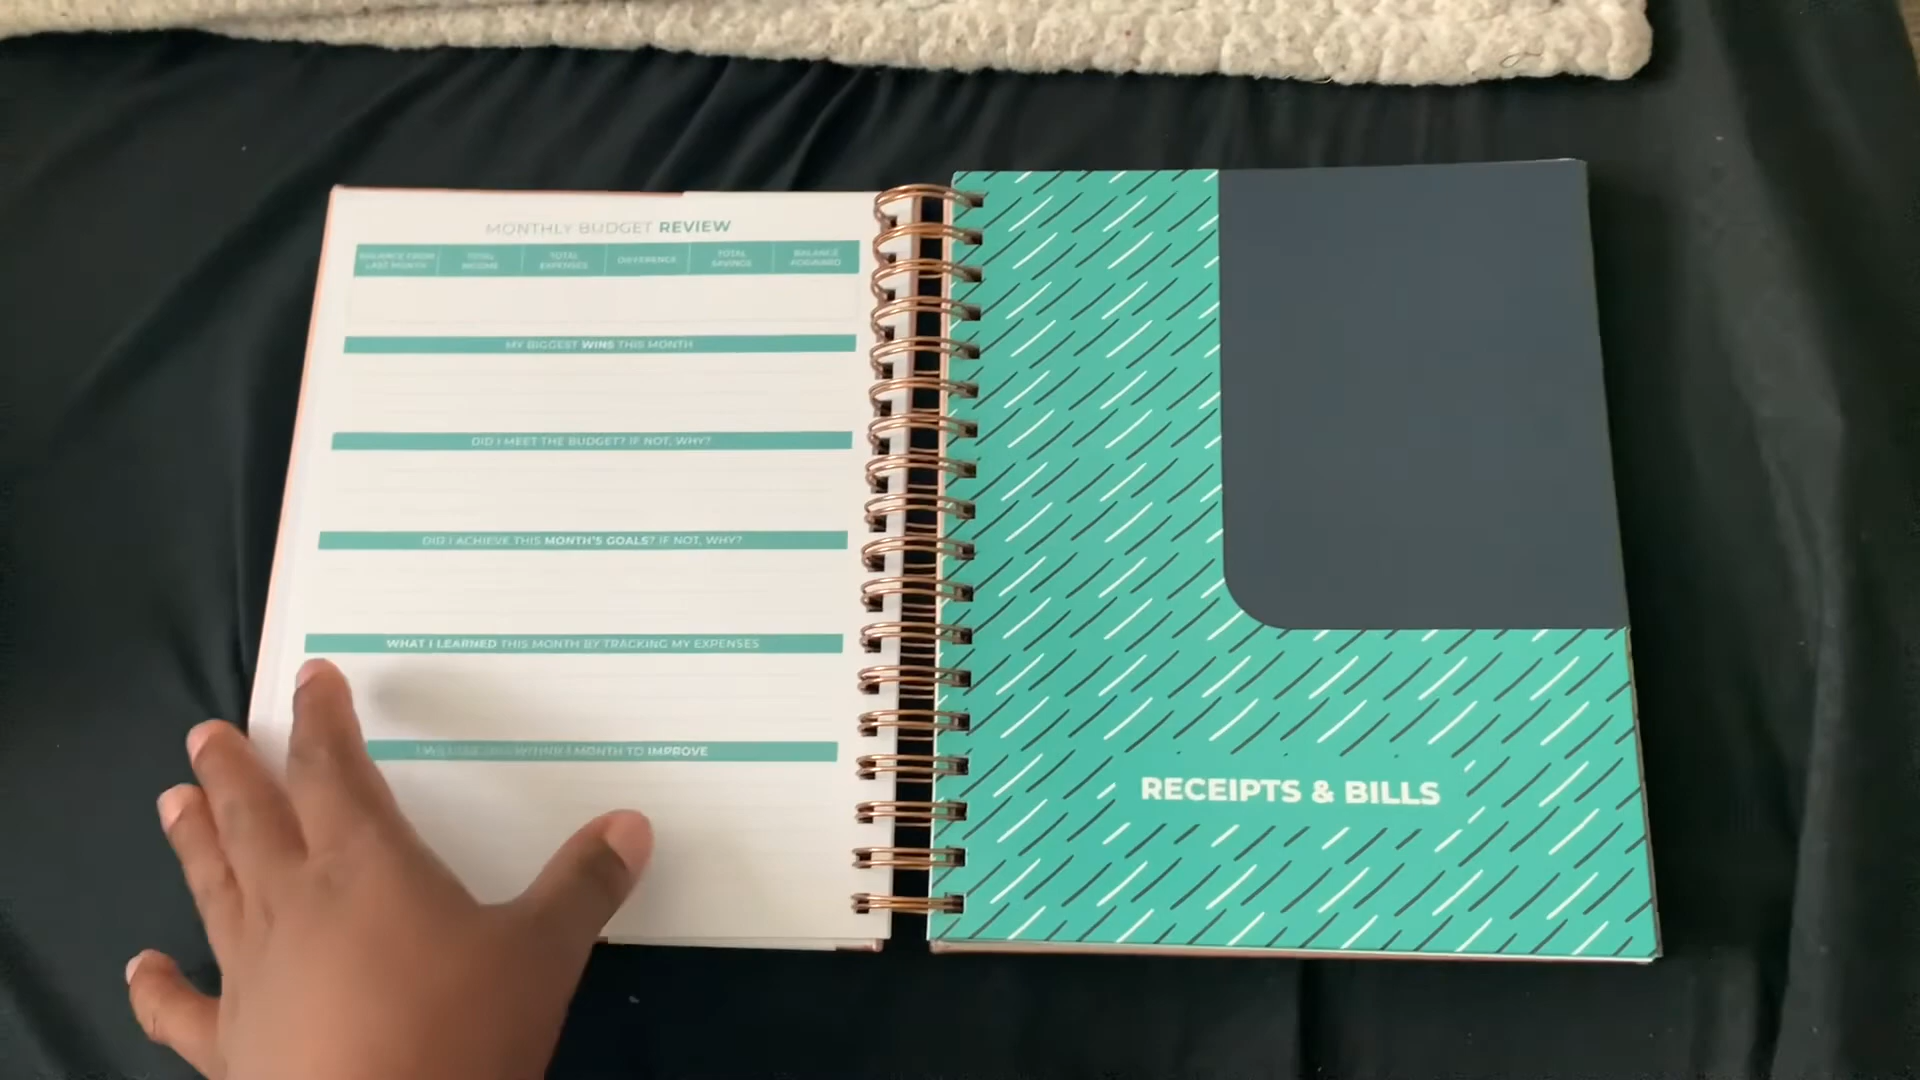 MONTHLY BUDGET REVIEW
BALANCE FROM LAST MONTH
TOTAL INCOME
TOTAL EXPENSES
DIFFERENCE
TOTAL SAVINGS
BALANCE FORWARD
MY BIGGEST WINS THIS MONTH
DID I MEET THE BUDGET? IF NOT, WHY?
DID I ACHIEVE THIS MONTH'S GOALS? IF NOT, WHY?
WHAT I LEARNED THIS MONTH BY TRACKING MY EXPENSES
MONTH TO IMPROVE
RECEIPTS & BILLS